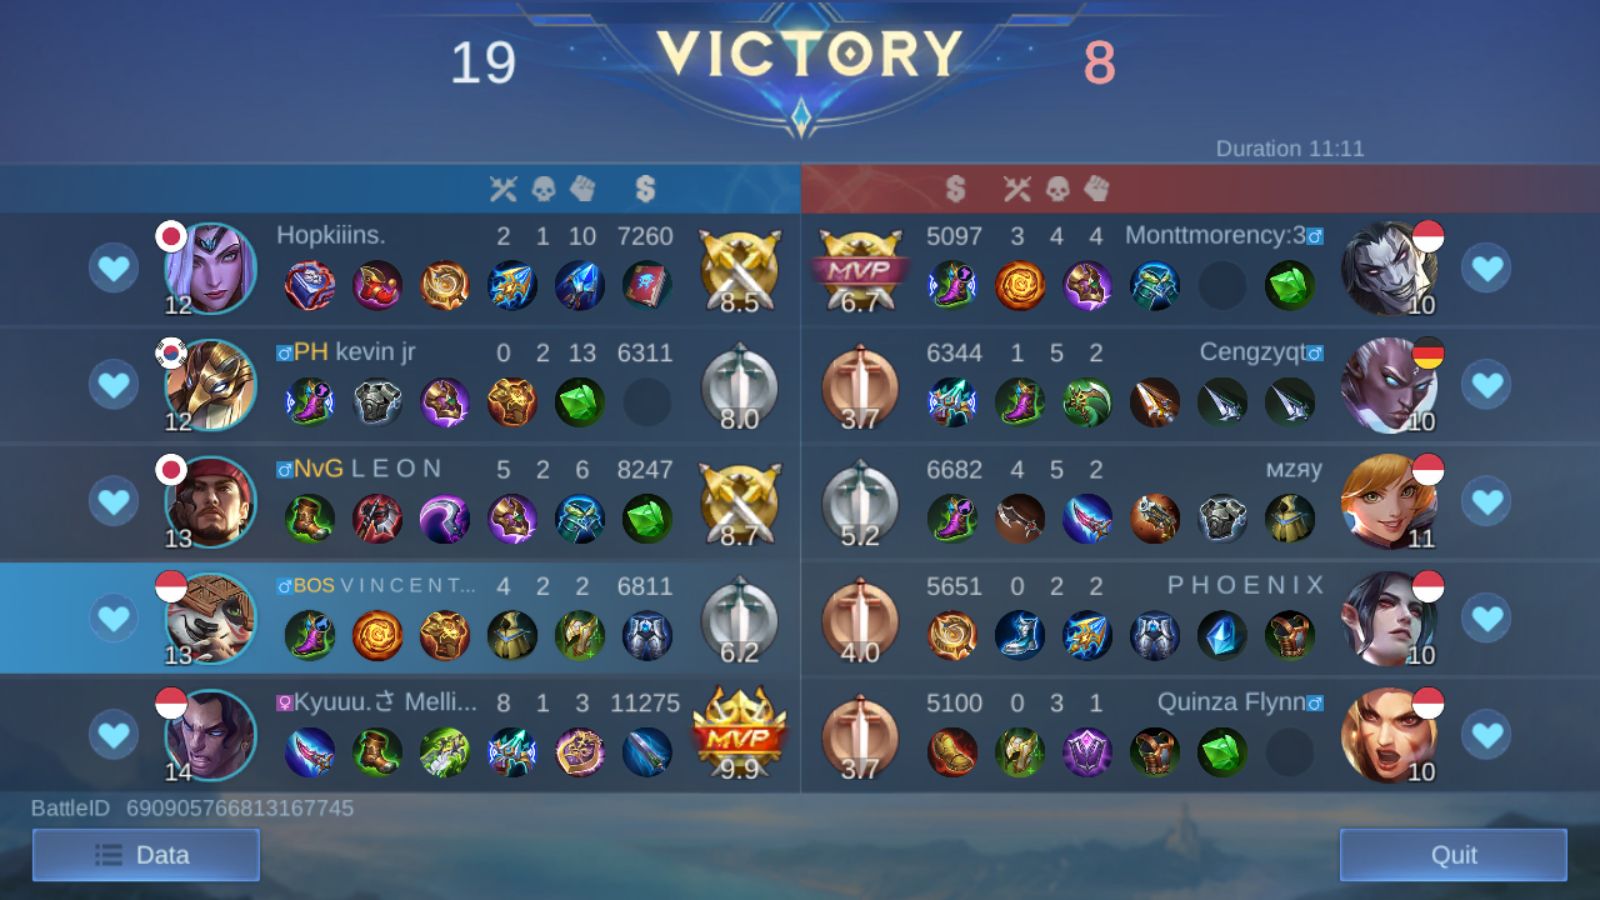 19 VICTORY 8
Duration 11:11
Hopkiiins. 2 1 10 7260 8.5 12
MVP 6.7 5097 3 4 4 Monttmorency:3 10
PH kevin jr 0 2 13 6311 8.0 12
3.7 6344 1 5 2 Cengzyqt 10
NvG L E O N 5 2 6 8247 8.7 13
5.2 6682 4 5 2 мzяy 11
BOS V I N C E N T... 4 2 2 6811 6.2 13
4.0 5651 0 2 2 P H O E N I X 10
Kyuuu.さ Melli... 8 1 3 11275 MVP 9.9 14
3.7 5100 0 3 1 Quinza Flynn 10
BattleID 690905766813167745
Data
Quit